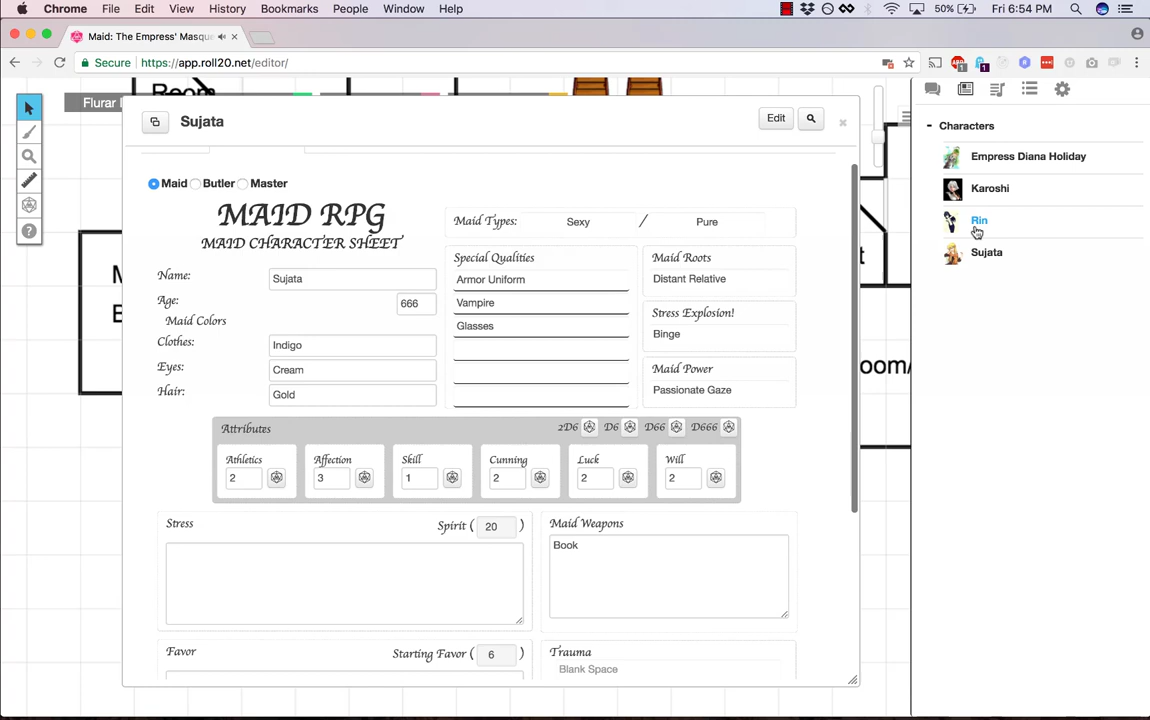 Chrome File Edit View History Bookmarks People Window Help 50% Fri 6:54 PM
Maid: The Empress' Masque
Secure https://app.roll20.net/editor/
Room
Flurar
Sujata Edit
Characters
Empress Diana Holiday
Karoshi
Rin
Sujata
Maid Butler Master
MAID RPG
MAID CHARACTER SHEET
Maid Types: Sexy / Pure
Name: Sujata
Age: 666
Maid Colors
Clothes: Indigo
Eyes: Cream
Hair: Gold
Special Qualities
Armor Uniform
Vampire
Glasses
Maid Roots
Distant Relative
Stress Explosion!
Binge
Maid Power
Passionate Gaze
Attributes 2D6 D6 D66 D666
Athletics Affection Skill Cunning Luck Will
2 3 1 2 2 2
Stress Spirit ( 20 )
Maid Weapons
Book
Favor Starting Favor ( 6 )
Trauma
Blank Space
M
B
t
oom/